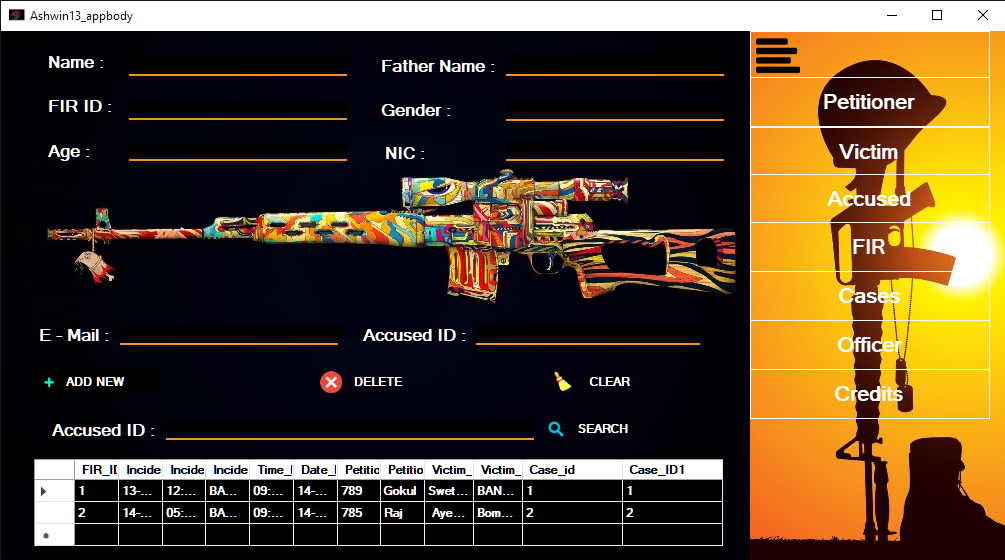 Ashwin13_appbody
Name :
Father Name :
FIR ID :
Gender :
Age :
NIC :
E - Mail :
Accused ID :
ADD NEW
DELETE
CLEAR
Accused ID :
SEARCH
FIR_ID Incide Incide Incide Time_I Date_I Petitio Petitio Victim_ Victim_ Case_id Case_ID1
1 13-... 12:... BA... 09:... 14-... 789 Gokul Swet... BAN... 1 1
2 14-... 05:... BA... 09:... 14-... 785 Raj Aye... Bom... 2 2
Petitioner
Victim
Accused
FIR
Cases
Officer
Credits